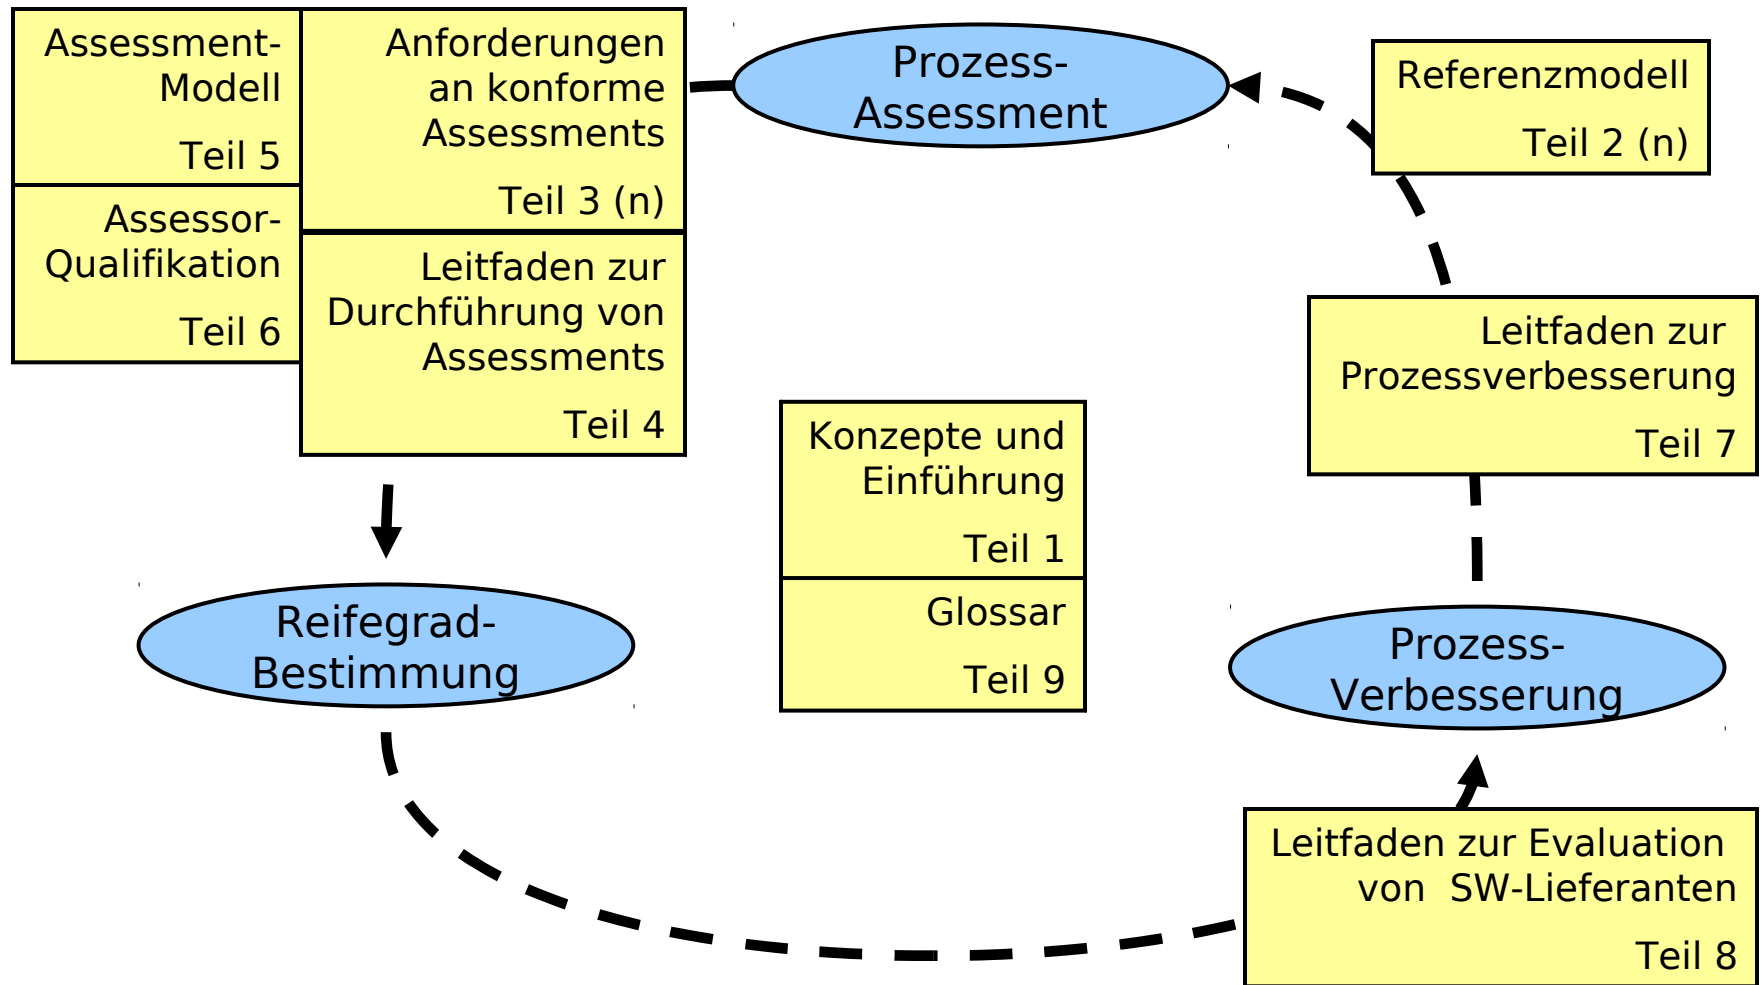 Assessment-
Modell
Teil 5
Anforderungen
an konforme
Assessments
Teil 3 (n)
Assessor-
Qualifikation
Teil 6
Leitfaden zur
Durchführung von
Assessments
Teil 4
Prozess-
Assessment
Referenzmodell
Teil 2 (n)
Leitfaden zur
Prozessverbesserung
Teil 7
Konzepte und
Einführung
Teil 1
Glossar
Teil 9
Reifegrad-
Bestimmung
Prozess-
Verbesserung
Leitfaden zur Evaluation
von  SW-Lieferanten
Teil 8